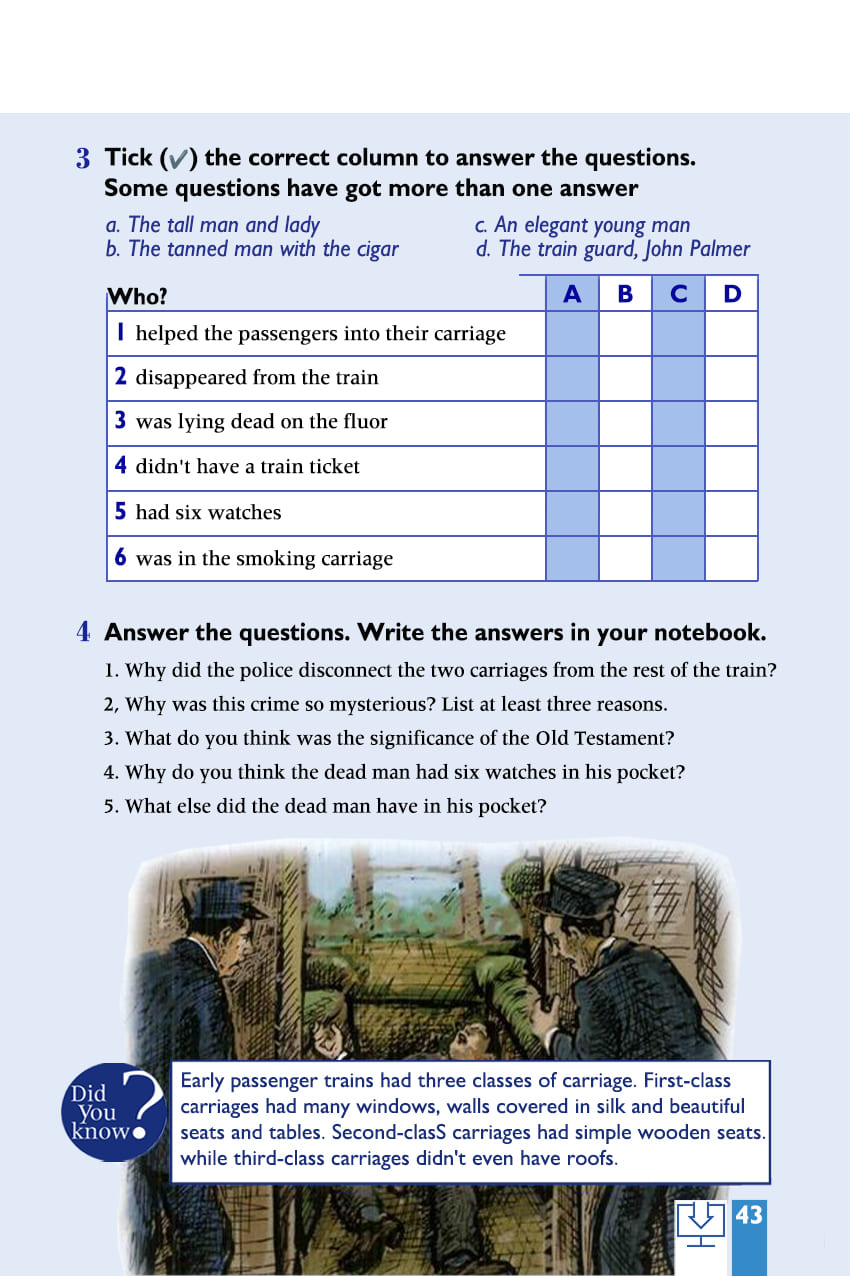 3 Tick (✓) the correct column to answer the questions.
Some questions have got more than one answer
a. The tall man and lady c. An elegant young man
b. The tanned man with the cigar d. The train guard, John Palmer
Who? A B C D
1 helped the passengers into their carriage
2 disappeared from the train
3 was lying dead on the fluor
4 didn't have a train ticket
5 had six watches
6 was in the smoking carriage
4 Answer the questions. Write the answers in your notebook.
1. Why did the police disconnect the two carriages from the rest of the train?
2, Why was this crime so mysterious? List at least three reasons.
3. What do you think was the significance of the Old Testament?
4. Why do you think the dead man had six watches in his pocket?
5. What else did the dead man have in his pocket?
Did
You
know?
Early passenger trains had three classes of carriage. First-class
carriages had many windows, walls covered in silk and beautiful
seats and tables. Second-clasS carriages had simple wooden seats.
while third-class carriages didn't even have roofs.
43